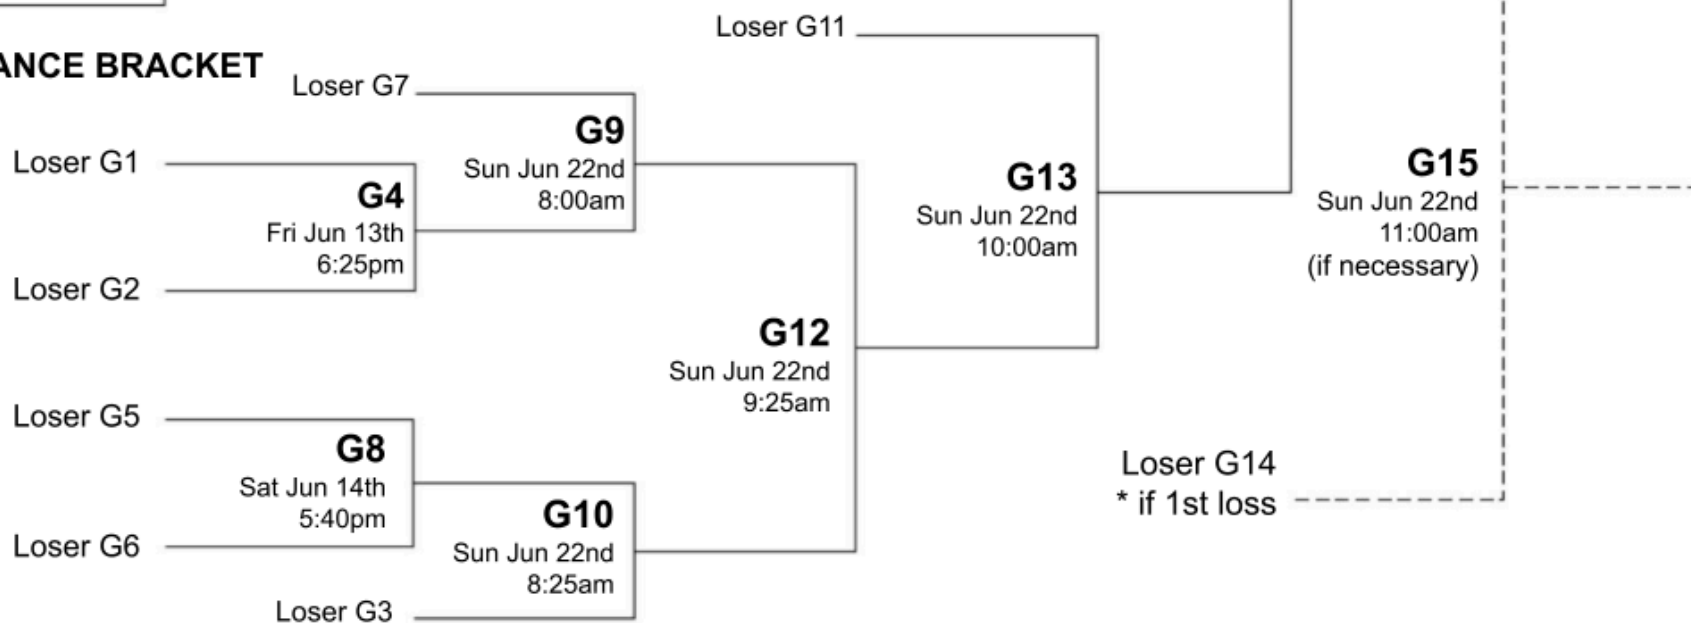 Loser G11
ANCE BRACKET
Loser G7
G9
Sun Jun 22nd
8:00am
Loser G1
G4
Fri Jun 13th
6:25pm
Loser G2
G13
Sun Jun 22nd
10:00am
G15
Sun Jun 22nd
11:00am
(if necessary)
G12
Sun Jun 22nd
9:25am
Loser G5
G8
Sat Jun 14th
5:40pm
Loser G6
G10
Sun Jun 22nd
8:25am
Loser G3
Loser G14
* if 1st loss